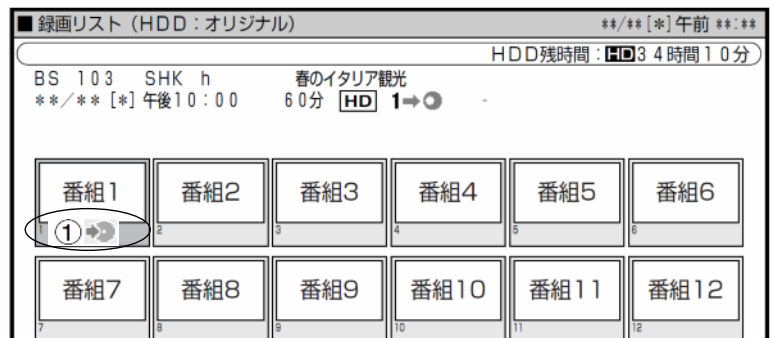 ■録画リスト（HDD：オリジナル） **/**[*]午前 **:**
HDD残時間：HD34時間10分
BS 103 SHK h 春のイタリア観光
**/**[*]午後10：00 60分 HD 1➡
番組1 番組2 番組3 番組4 番組5 番組6
1 ① 2 3 4 5 6
番組7 番組8 番組9 番組10 番組11 番組12
7 8 9 10 11 12